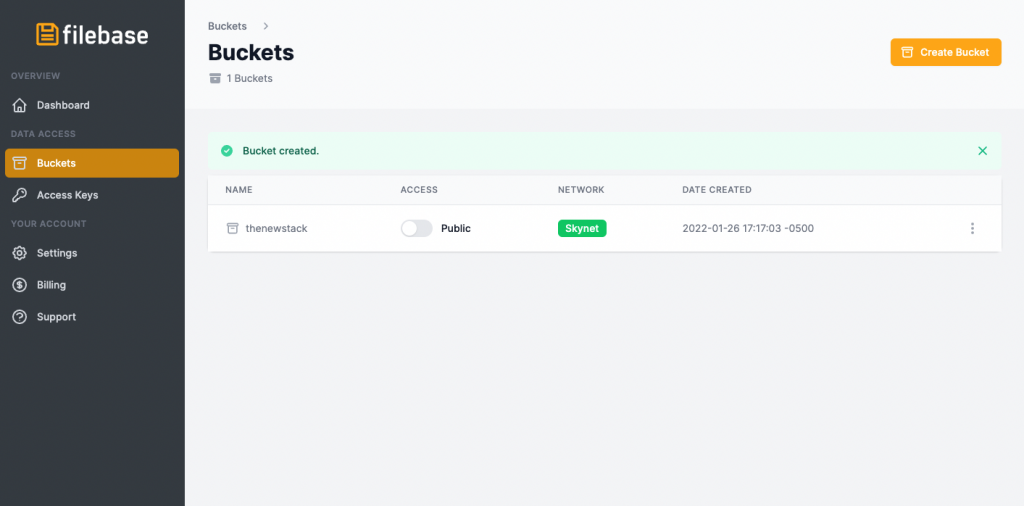 filebase
OVERVIEW
Dashboard
DATA ACCESS
Buckets
Access Keys
YOUR ACCOUNT
Settings
Billing
Support
Buckets >
Buckets
1 Buckets
Create Bucket
Bucket created.
NAME ACCESS NETWORK DATE CREATED
thenewstack Public Skynet 2022-01-26 17:17:03 -0500